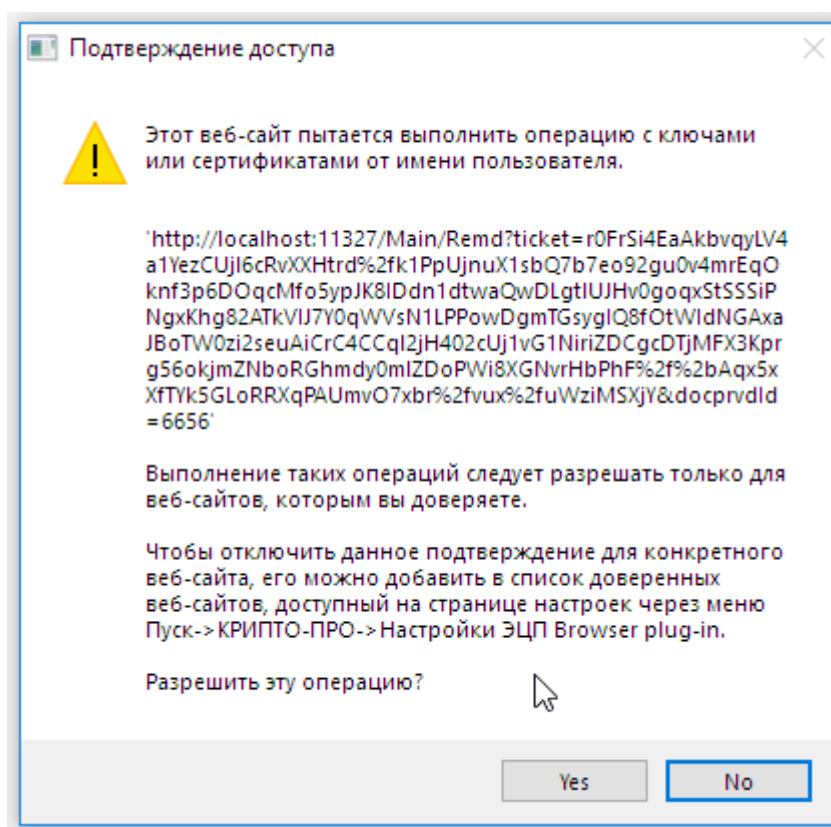 Подтверждение доступа
Этот веб-сайт пытается выполнить операцию с ключами
или сертификатами от имени пользователя.
'http://localhost:11327/Main/Remd?ticket=r0FrSi4EaAkbvqyLV4
a1YezCUjI6cRvXXHtrd%2fk1PpUjnuX1sbQ7b7eo92gu0v4mrEqO
knf3p6DOqcMfo5ypJK8IDdn1dtwaQwDLgtIUJHv0goqxStSSSiP
NgxKhg82ATkVIJ7Y0qWVsN1LPPowDgmTGsyglQ8fOtWIdNGAxa
JBoTW0zi2seuAiCrC4CCqI2jH402cUj1vG1NiriZDCgcDTjMFX3Kpr
g56okjmZNboRGhmdy0mIZDoPWi8XGNvrHbPhF%2f%2bAqx5x
XfTYk5GLoRRXqPAUmvO7xbr%2fvux%2fuWziMSXjY&docprvdId
=6656'
Выполнение таких операций следует разрешать только для
веб-сайтов, которым вы доверяете.
Чтобы отключить данное подтверждение для конкретного
веб-сайта, его можно добавить в список доверенных
веб-сайтов, доступный на странице настроек через меню
Пуск->КРИПТО-ПРО->Настройки ЭЦП Browser plug-in.
Разрешить эту операцию?
Yes
No